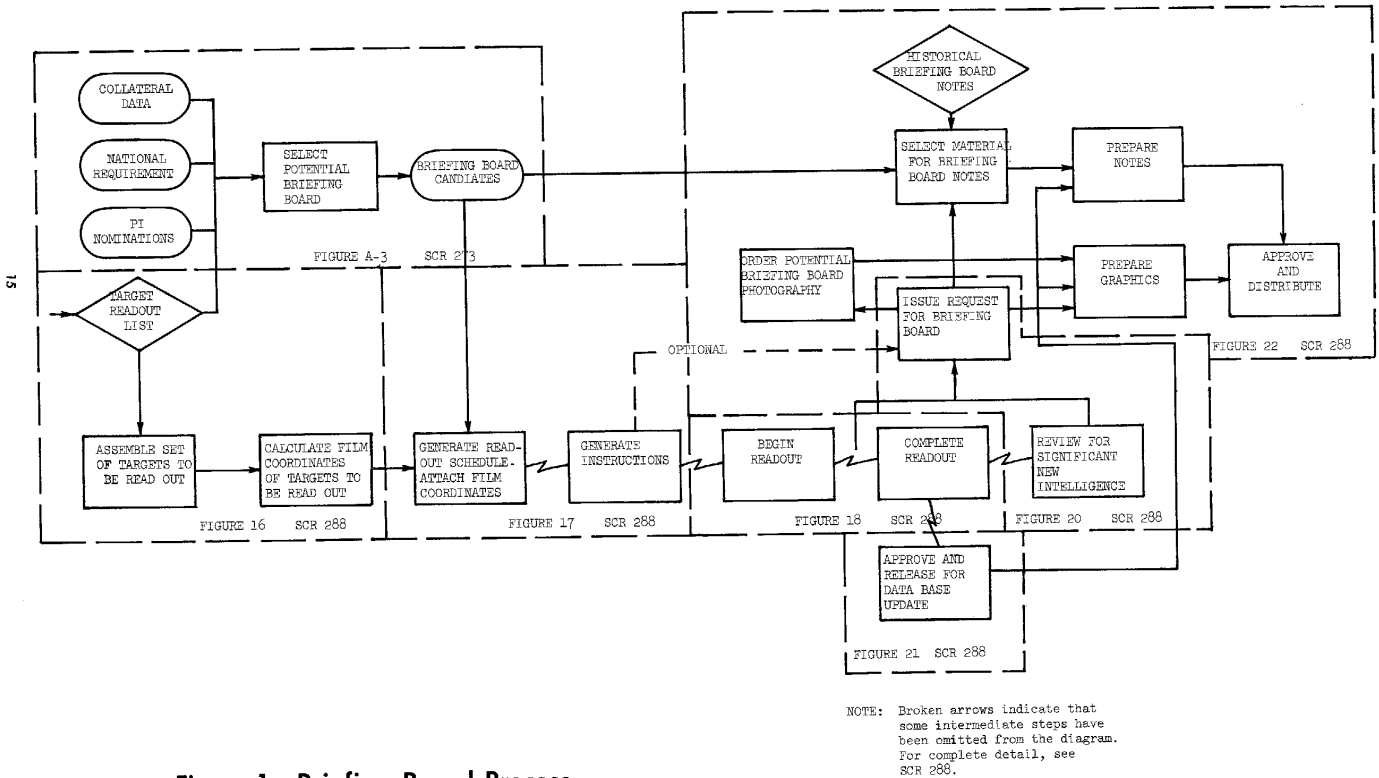 COLLATERAL
DATA
NATIONAL
REQUIREMENT
PI
NOMINATIONS
SELECT
POTENTIAL
BRIEFING
BOARD
BRIEFING BOARD
CANDIATES
FIGURE A-3 SCR 273
HISTORICAL
BRIEFING BOARD
NOTES
SELECT MATERIAL
FOR BRIEFING
BOARD NOTES
PREPARE
NOTES
ORDER POTENTIAL
BRIEFING BOARD
PHOTOGRAPHY
ISSUE REQUEST
FOR BRIEFING
BOARD
PREPARE
GRAPHICS
APPROVE
AND
DISTRIBUTE
FIGURE 22 SCR 288
15
TARGET
READOUT
LIST
OPTIONAL
ASSEMBLE SET
OF TARGETS TO
BE READ OUT
CALCULATE FILM
COORDINATES
OF TARGETS TO
BE READ OUT
FIGURE 16 SCR 288
GENERATE READ-
OUT SCHEDULE-
ATTACH FILM
COORDINATES
GENERATE
INSTRUCTIONS
FIGURE 17 SCR 288
BEGIN
READOUT
COMPLETE
READOUT
FIGURE 18 SCR 288
REVIEW FOR
SIGNIFICANT
NEW
INTELLIGENCE
FIGURE 20 SCR 288
APPROVE AND
RELEASE FOR
DATA BASE
UPDATE
FIGURE 21 SCR 288
NOTE: Broken arrows indicate that
some intermediate steps have
been omitted from the diagram.
For complete detail, see
SCR 288.